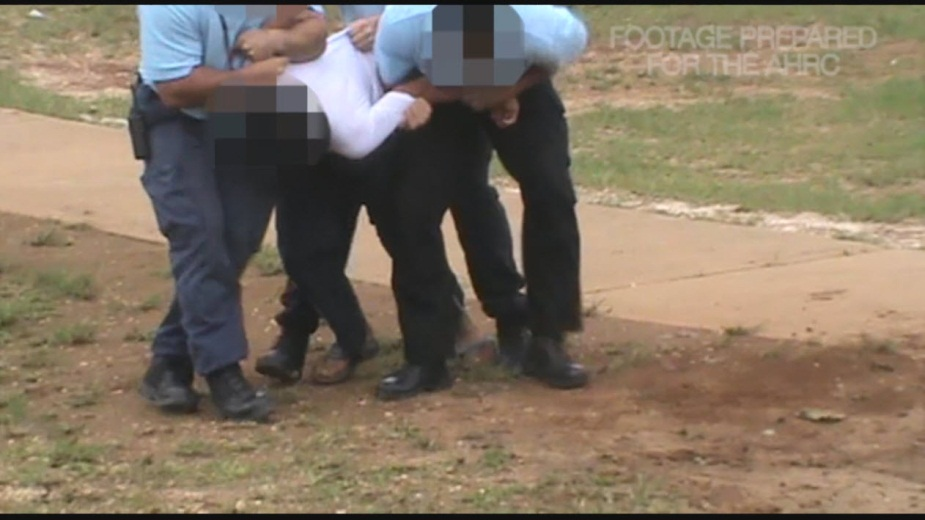 FOOTAGE PREPARED
FOR THE AHRC